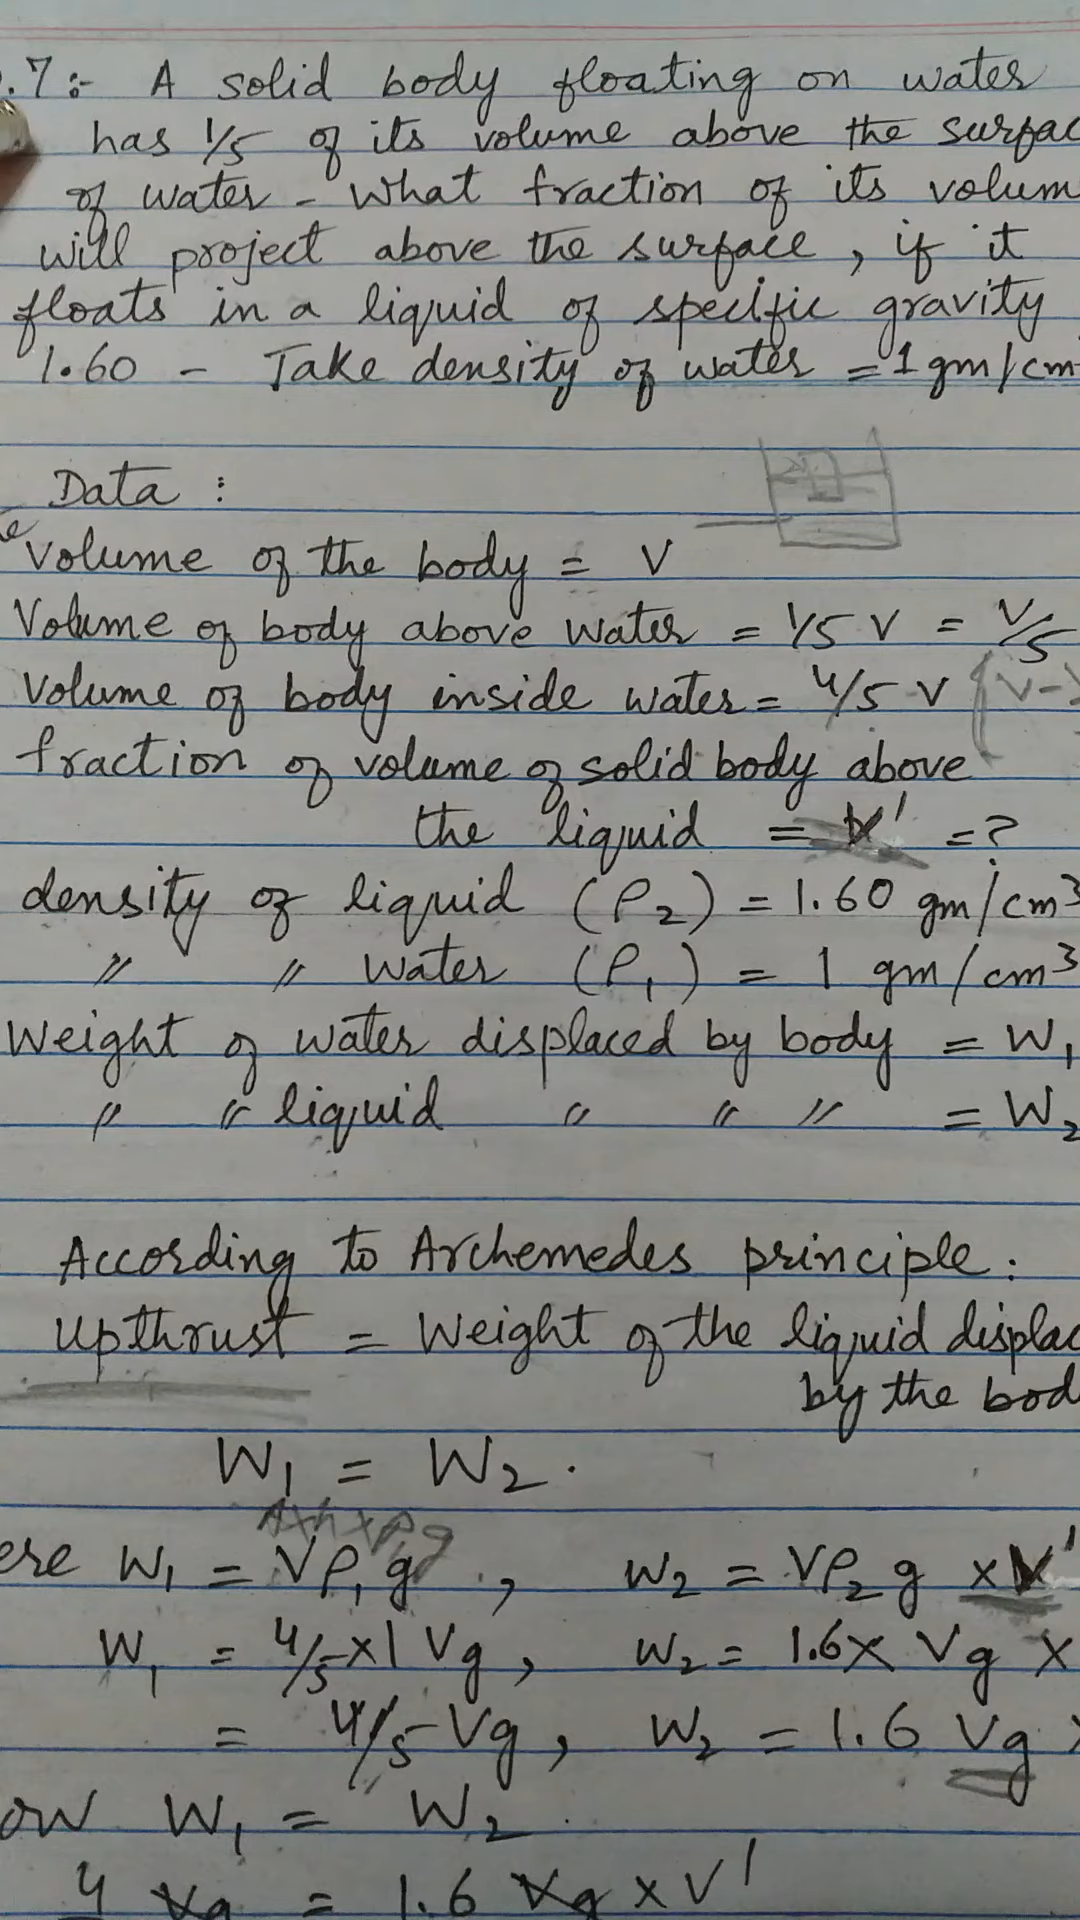 .7:- A solid body floating on water
has 1/5 of its volume above the surfac
of water - What fraction of its volum
will project above the surface, if it
floats in a liquid of specific gravity
1.60 - Take density of water = 1 gm/cm
Data :
Volume of the body = V
Volume of body above water = 1/5 V = V/5
Volume of body inside water = 4/5 V {V-
fraction of volume of solid body above
the liquid = V' = ?
density of liquid (ρ2) = 1.60 gm/cm3
" " water (ρ1) = 1 gm/cm3
Weight of water displaced by body = W1
" " liquid " " " = W2
According to Archemedes principle :
Upthrust = Weight of the liquid displac
by the bod
W1 = W2 .
Axhxρg
ere W1 = Vρ1g , W2 = Vρ2g x V'
W1 = 4/5 x 1 Vg , W2 = 1.6 x Vg x
= 4/5 Vg , W2 = 1.6 Vg x
ow W1 = W2 .
4 Vg = 1.6 Vg x V'